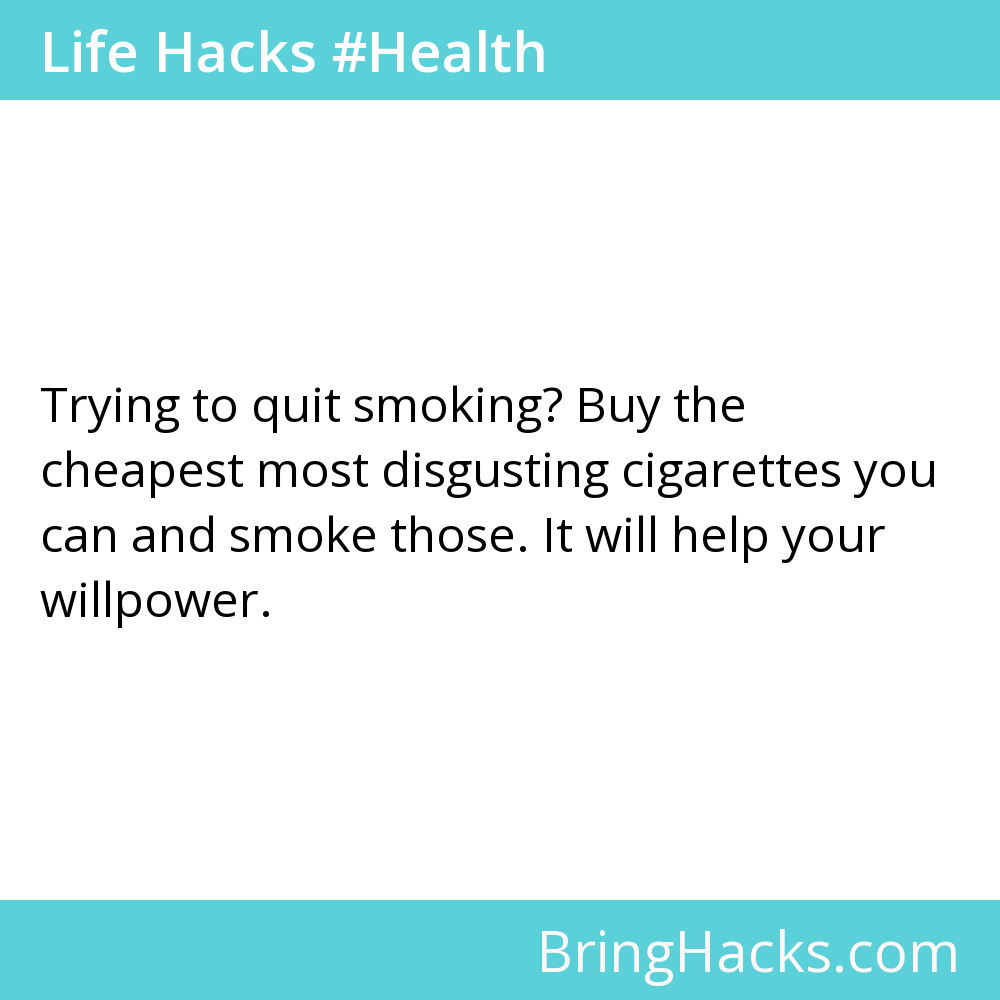 Life Hacks #Health
Trying to quit smoking? Buy the
cheapest most disgusting cigarettes you
can and smoke those. It will help your
willpower.
BringHacks.com